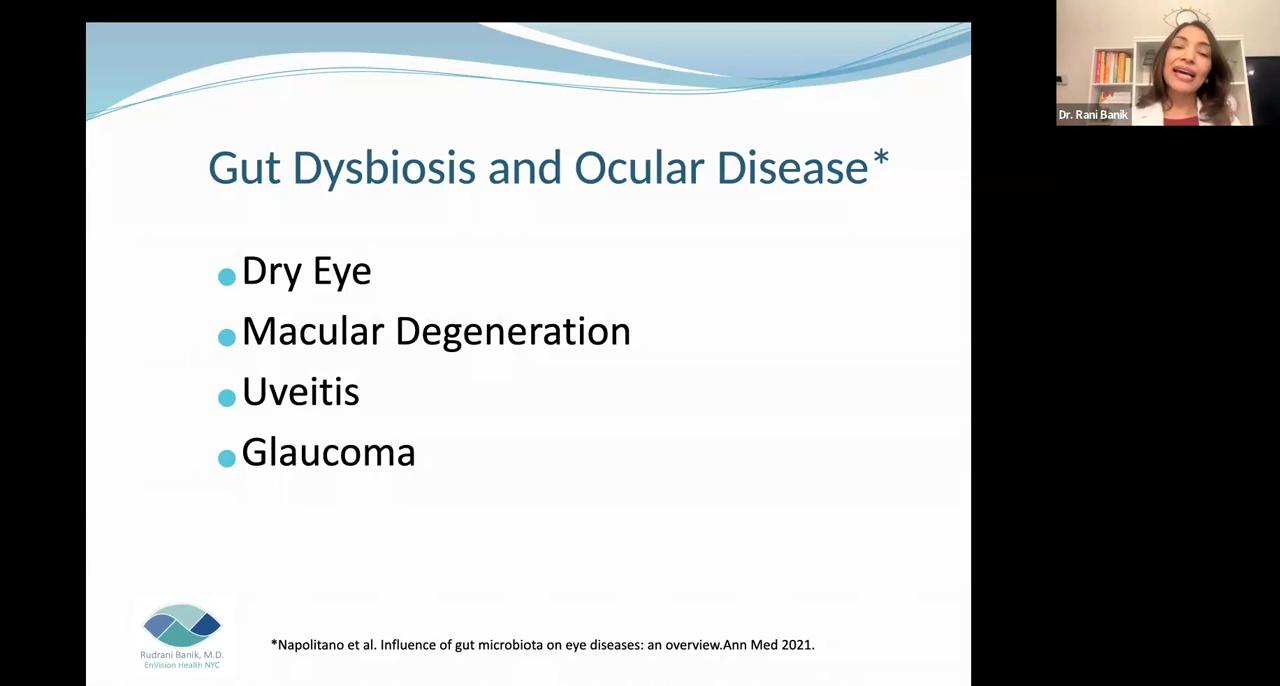 Gut Dysbiosis and Ocular Disease*
Dry Eye
Macular Degeneration
Uveitis
Glaucoma
Rudrani Banik, M.D.
EnVision Health NYC
*Napolitano et al. Influence of gut microbiota on eye diseases: an overview.Ann Med 2021.
Dr. Rani Banik